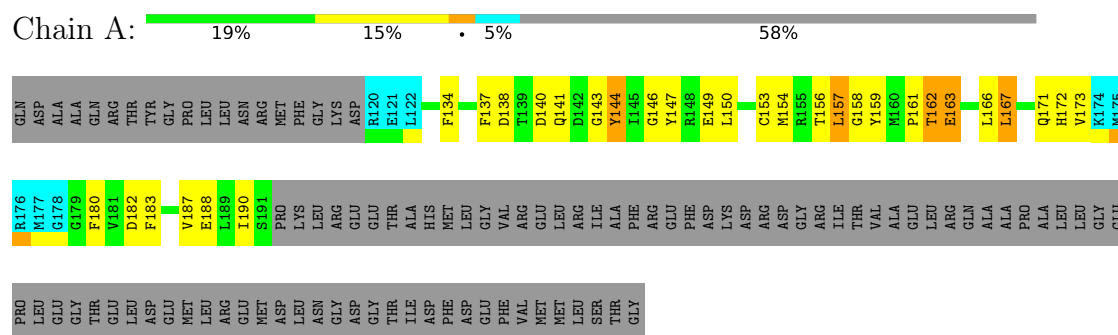 Chain A:
19% 15% • 5% 58%
GLN ASP ALA ALA GLN ARG THR TYR GLY PRO LEU LEU ASN ARG MET PHE GLY LYS ASP R120 E121 L122 F134 F137 D138 T139 D140 Q141 D142 G143 Y144 I145 G146 Y147 R148 E149 L150 C153 M154 R155 T156 L157 G158 Y159 M160 P161 T162 E163 L166 L167 Q171 H172 V173 K174 M175
R176 M177 G178 G179 F180 V181 D182 F183 V187 E188 L189 I190 S191 PRO LYS LEU ARG GLU GLU THR ALA HIS MET LEU GLY VAL ARG GLU LEU ARG ILE ALA PHE ARG GLU PHE ASP LYS ASP ARG ASP GLY ARG ILE THR VAL ALA GLU LEU ARG GLN ALA ALA PRO ALA LEU LEU GLY GLU
PRO LEU GLU GLY THR GLU LEU ASP GLU MET LEU ARG GLU MET ASP LEU ASN GLY ASP GLY THR ILE ASP PHE ASP GLU PHE VAL MET MET LEU SER THR GLY